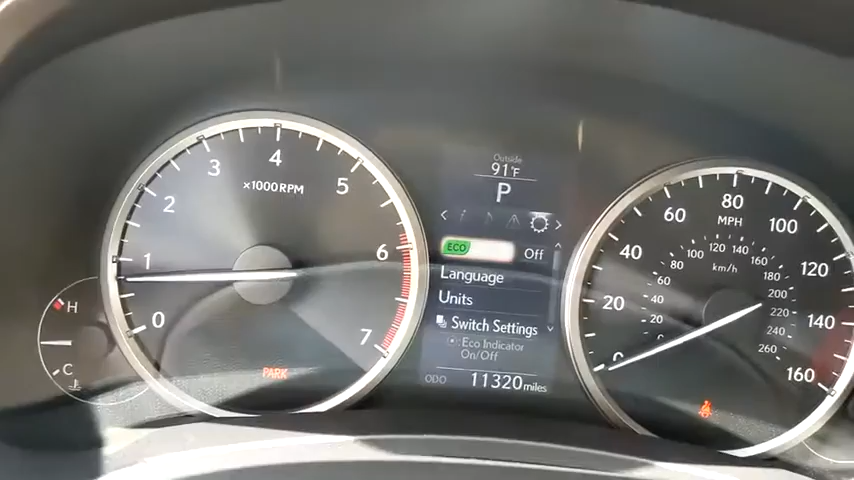 0
1
2
3
4
5
6
7
×1000RPM
H
C
PARK
Outside
91°F
P
ECO
Off
Language
Units
Switch Settings
Eco Indicator
On/Off
ODO 11320 miles
0
20
40
60
80
100
120
140
160
MPH
20
40
60
80
100
120
140
160
200
220
240
260
km/h